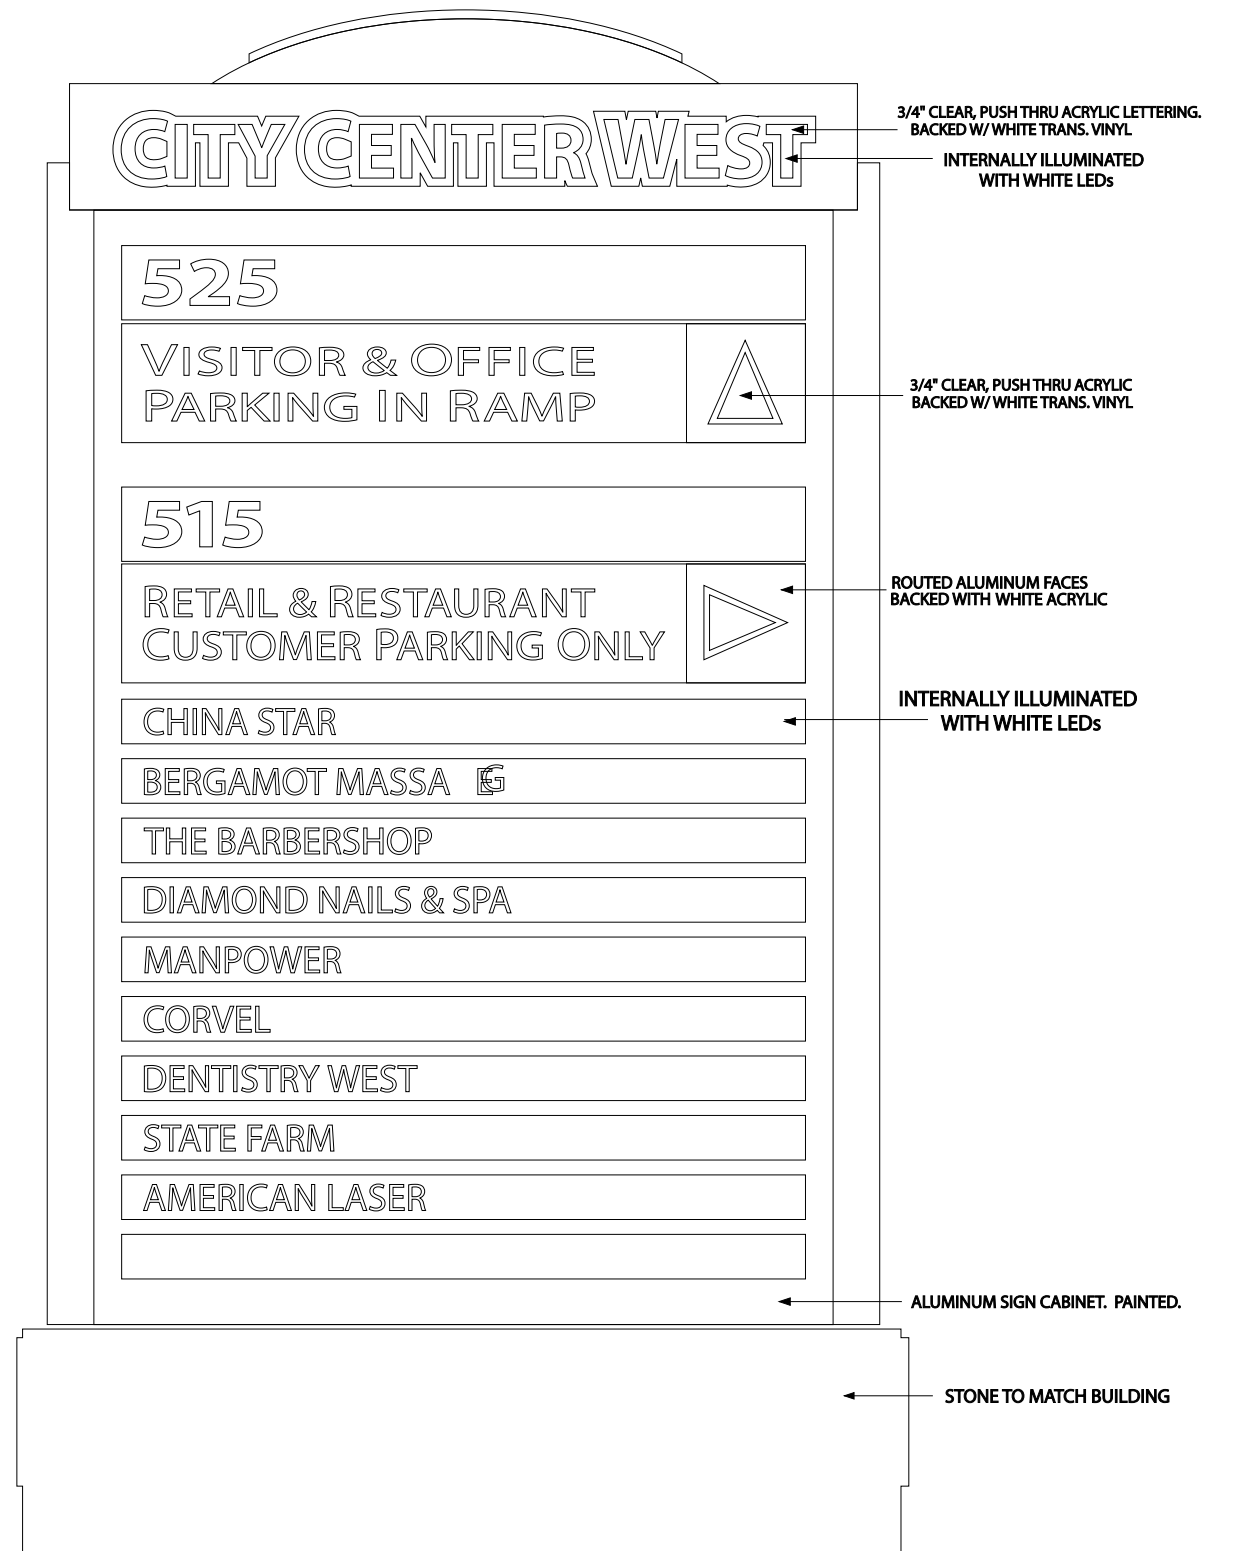 CITY CENTER WEST
3/4" CLEAR, PUSH THRU ACRYLIC LETTERING.
BACKED W/ WHITE TRANS. VINYL
INTERNALLY ILLUMINATED
WITH WHITE LEDs
525
VISITOR & OFFICE
PARKING IN RAMP
3/4" CLEAR, PUSH THRU ACRYLIC
BACKED W/ WHITE TRANS. VINYL
515
RETAIL & RESTAURANT
CUSTOMER PARKING ONLY
ROUTED ALUMINUM FACES
BACKED WITH WHITE ACRYLIC
INTERNALLY ILLUMINATED
WITH WHITE LEDs
CHINA STAR
BERGAMOT MASSA EG
THE BARBERSHOP
DIAMOND NAILS & SPA
MANPOWER
CORVEL
DENTISTRY WEST
STATE FARM
AMERICAN LASER
ALUMINUM SIGN CABINET. PAINTED.
STONE TO MATCH BUILDING